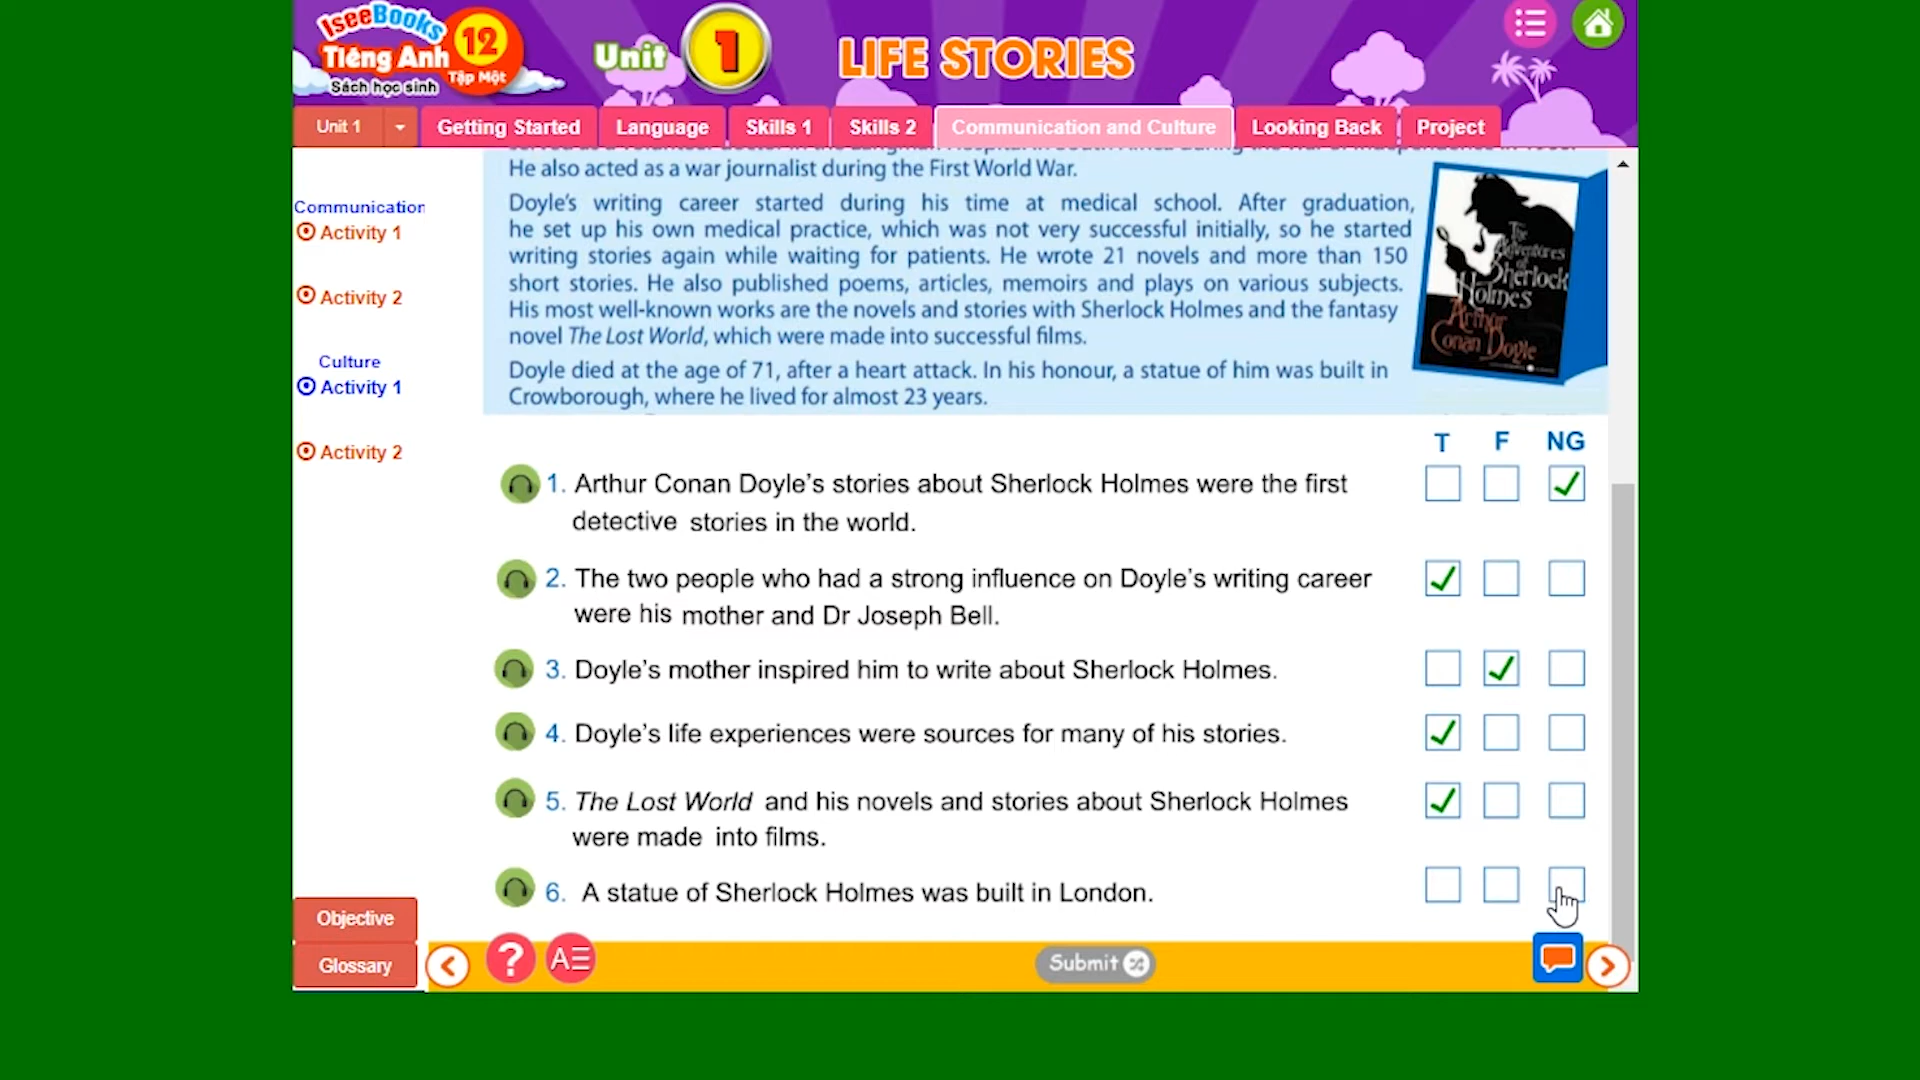 IseeBooks
Tiếng Anh 12
Tập Một
Sách học sinh
Unit 1
LIFE STORIES
Unit 1
Getting Started
Language
Skills 1
Skills 2
Communication and Culture
Looking Back
Project
Communication
Activity 1
Activity 2
Culture
Activity 1
Activity 2
Objective
Glossary
He also acted as a war journalist during the First World War.
Doyle's writing career started during his time at medical school. After graduation,
he set up his own medical practice, which was not very successful initially, so he started
writing stories again while waiting for patients. He wrote 21 novels and more than 150
short stories. He also published poems, articles, memoirs and plays on various subjects.
His most well-known works are the novels and stories with Sherlock Holmes and the fantasy
novel The Lost World, which were made into successful films.
Doyle died at the age of 71, after a heart attack. In his honour, a statue of him was built in
Crowborough, where he lived for almost 23 years.
The
Adventures
of
Sherlock
Holmes
Arthur
Conan Doyle
T F NG
1. Arthur Conan Doyle's stories about Sherlock Holmes were the first
detective stories in the world.
2. The two people who had a strong influence on Doyle's writing career
were his mother and Dr Joseph Bell.
3. Doyle's mother inspired him to write about Sherlock Holmes.
4. Doyle's life experiences were sources for many of his stories.
5. The Lost World and his novels and stories about Sherlock Holmes
were made into films.
6. A statue of Sherlock Holmes was built in London.
?
A
Submit